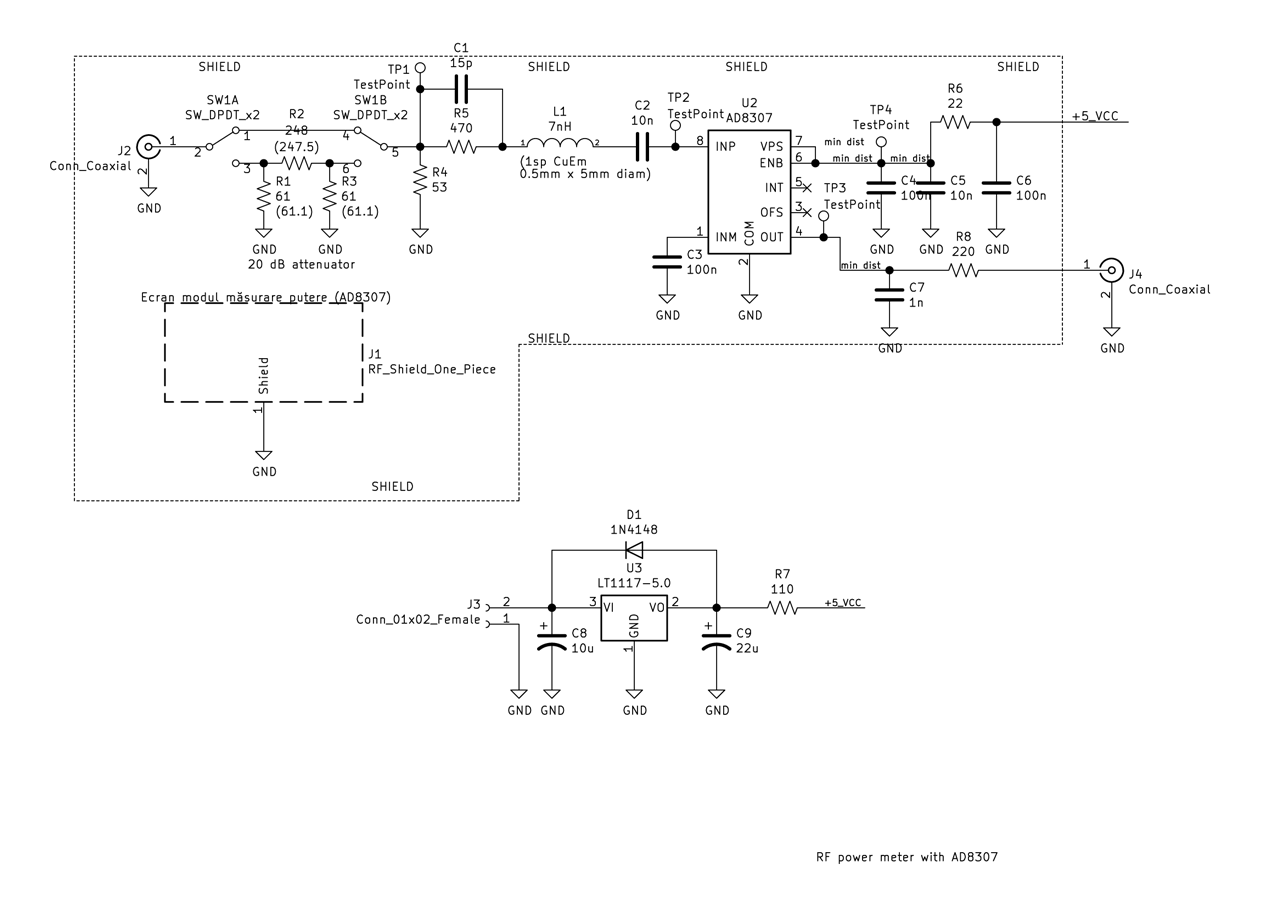 C1
15p
SHIELD
SHIELD
SHIELD
SHIELD
TP1
TestPoint
SW1A
SW_DPDT_x2
R2
248
(247.5)
SW1B
SW_DPDT_x2
R5
470
L1
7nH
C2
10n
TP2
TestPoint
U2
AD8307
TP4
TestPoint
R6
22
+5_VCC
J2
Conn_Coaxial
1
2
GND
2
1
3
4
6
5
R1
61
(61.1)
R3
61
(61.1)
GND
GND
20 dB attenuator
R4
53
GND
1
2
(1sp CuEm
0.5mm x 5mm diam)
8
INP
VPS
7
ENB
6
INT
5
OFS
3
OUT
4
1
INM
COM
2
GND
min dist
min dist
min dist
TP3
TestPoint
C4
100n
C5
10n
C6
100n
GND
GND
GND
C3
100n
GND
min dist
R8
220
C7
1n
GND
1
2
J4
Conn_Coaxial
GND
Ecran modul măsurare putere (AD8307)
Shield
1
J1
RF_Shield_One_Piece
GND
SHIELD
SHIELD
D1
1N4148
U3
LT1117-5.0
J3
Conn_01x02_Female
2
1
3
VI
VO
2
GND
1
+
C8
10u
+
C9
22u
R7
110
+5_VCC
GND
GND
GND
GND
RF power meter with AD8307